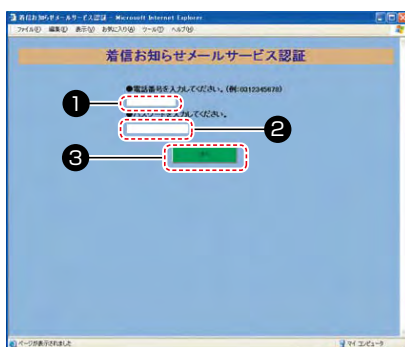 着信お知らせメールサービス認証 - Microsoft Internet Explorer
ファイル(F) 編集(E) 表示(V) お気に入り(A) ツール(T) ヘルプ(H)
着信お知らせメールサービス認証
●電話番号を入力してください。(例:0312345678)
1
●パスワードを入力してください。
2
3
ページが表示されました
マイ コンピュータ